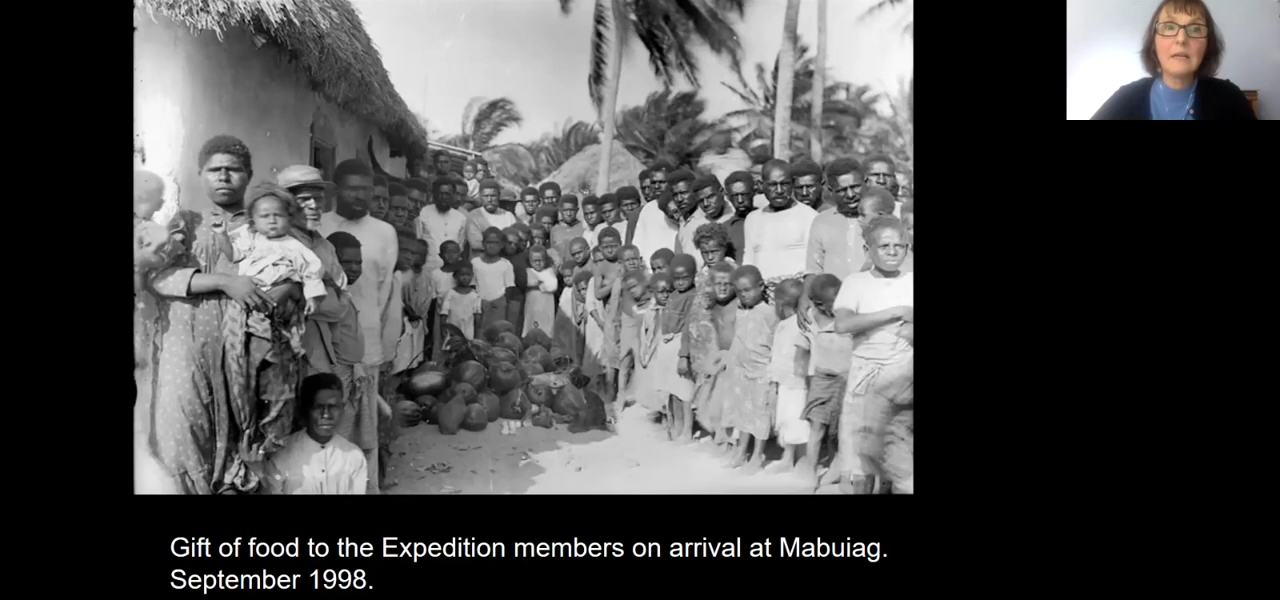 Gift of food to the Expedition members on arrival at Mabuiag.
September 1998.